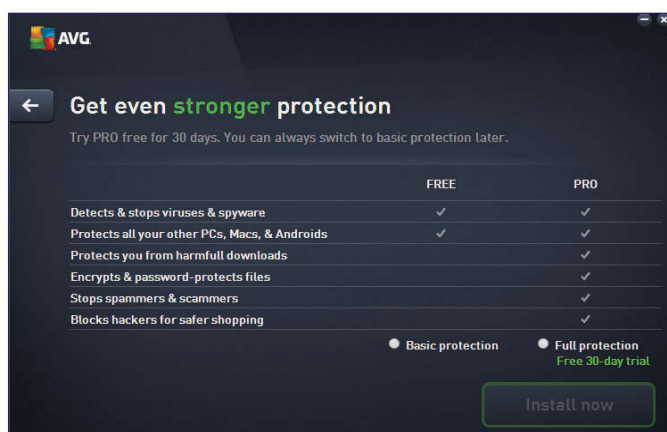 AVG.
Get even stronger protection
Try PRO free for 30 days. You can always switch to basic protection later.
FREE PRO
Detects & stops viruses & spyware
Protects all your other PCs, Macs, & Androids
Protects you from harmfull downloads
Encrypts & password-protects files
Stops spammers & scammers
Blocks hackers for safer shopping
Basic protection Full protection
Free 30-day trial
Install now